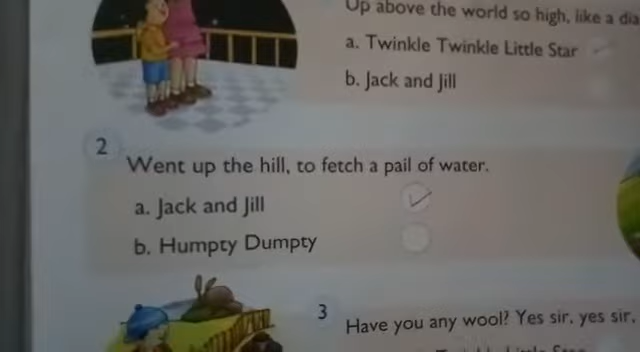 Up above the world so high, like a dia
a. Twinkle Twinkle Little Star
b. Jack and Jill
2
Went up the hill, to fetch a pail of water.
a. Jack and Jill
b. Humpty Dumpty
3
Have you any wool? Yes sir, yes sir,